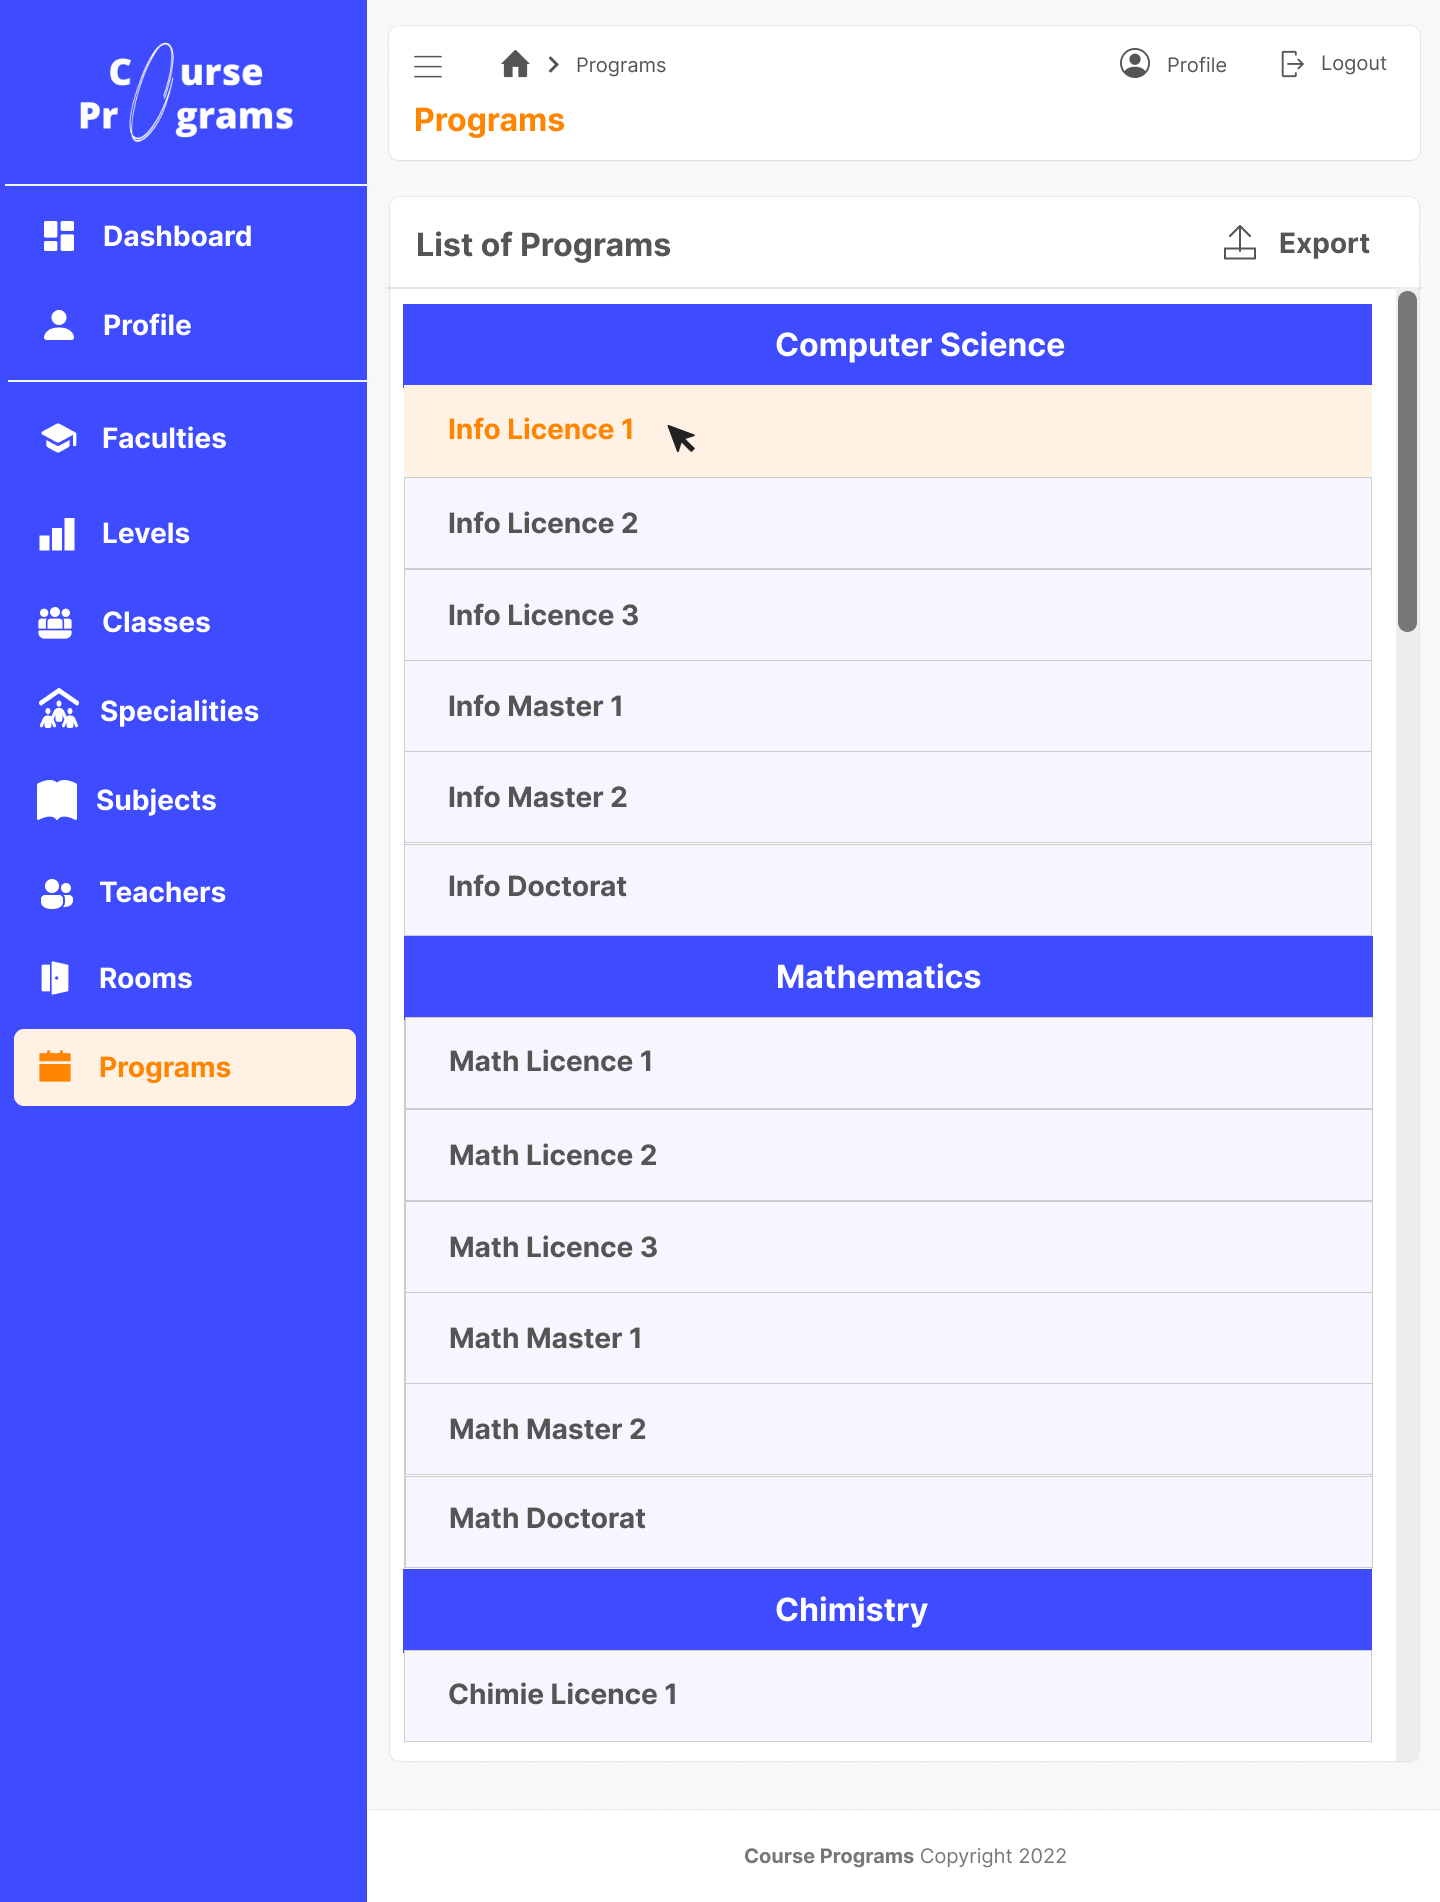 Course
Programs
Dashboard
Profile
Faculties
Levels
Classes
Specialities
Subjects
Teachers
Rooms
Programs
Programs
Profile
Logout
Programs
List of Programs
Export
Computer Science
Info Licence 1
Info Licence 2
Info Licence 3
Info Master 1
Info Master 2
Info Doctorat
Mathematics
Math Licence 1
Math Licence 2
Math Licence 3
Math Master 1
Math Master 2
Math Doctorat
Chimistry
Chimie Licence 1
Course Programs Copyright 2022